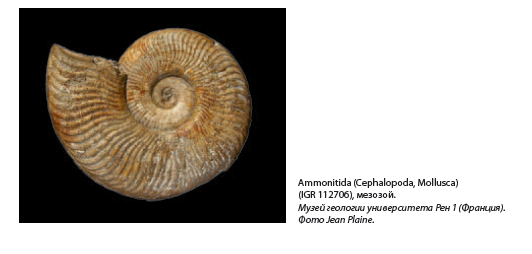 Ammonitida (Cephalopoda, Mollusca)
(IGR 112706), мезозой.
Музей геологии университета Рен 1 (Франция).
Фото Jean Plaine.